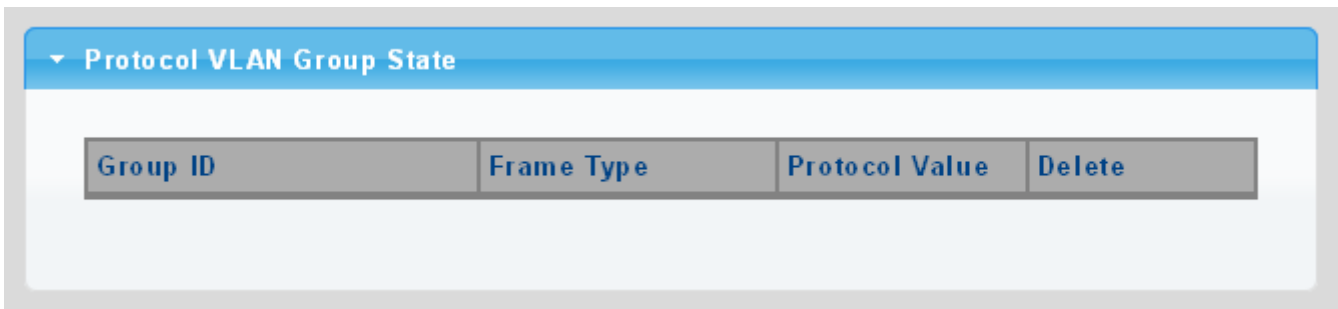 Protocol VLAN Group State
Group ID Frame Type Protocol Value Delete